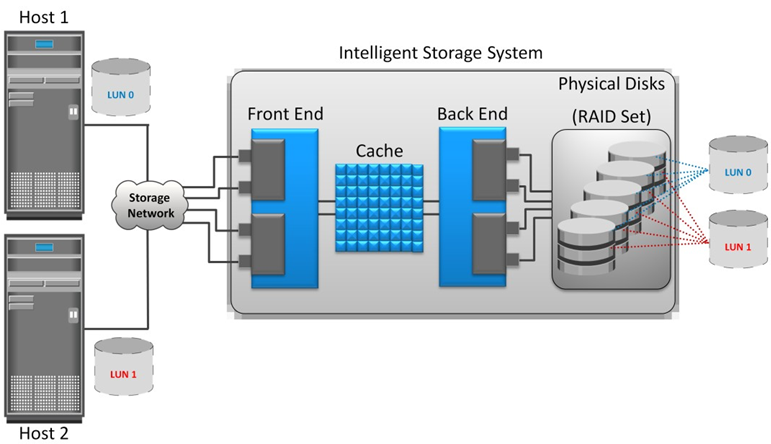 Host 1
LUN 0
Intelligent Storage System
Physical Disks
(RAID Set)
Front End
Back End
Cache
Storage
Network
LUN 0
LUN 1
LUN 1
Host 2